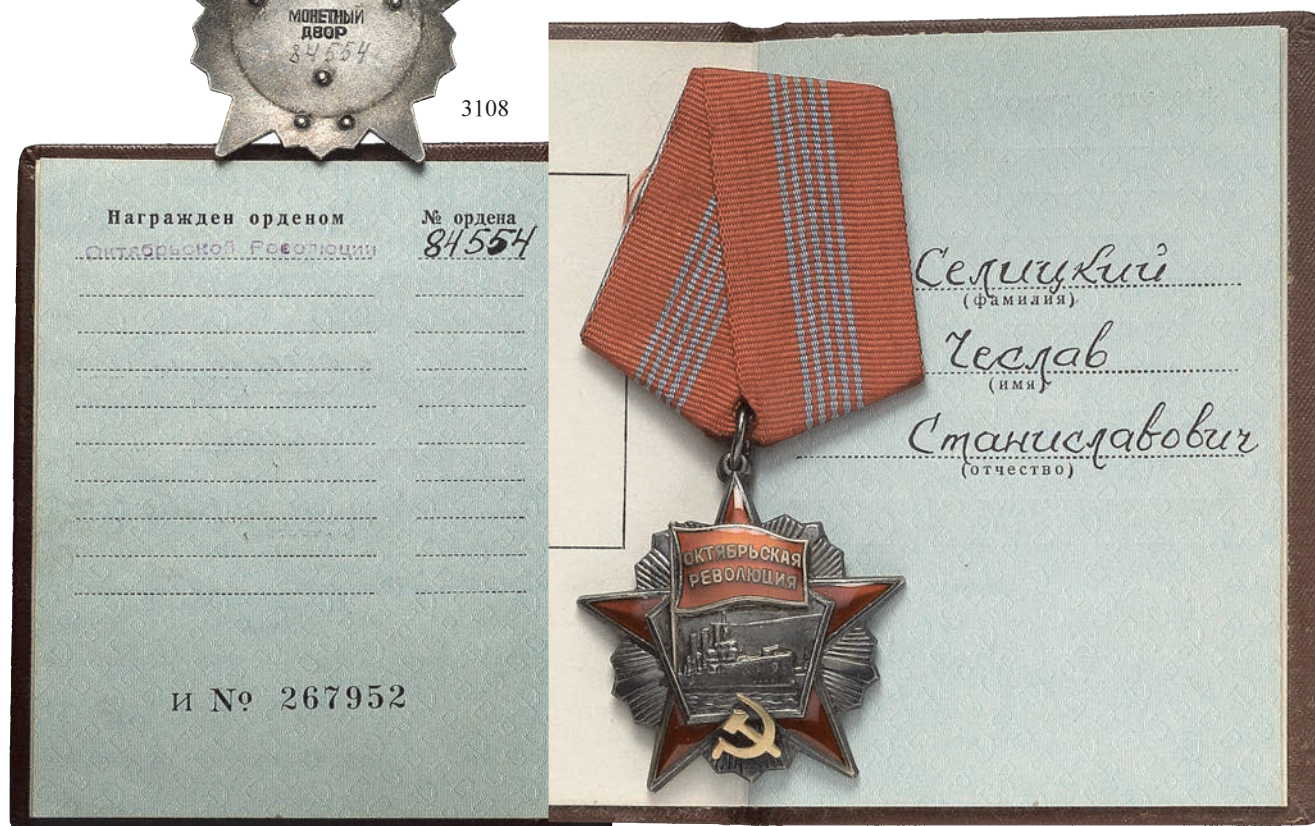 МОНЕТНЫЙ
ДВОР
84554
3108
Награжден орденом № ордена
Октябрьской Революции 84554
И № 267952
ОКТЯБРЬСКАЯ
РЕВОЛЮЦИЯ
Селицкий
(фамилия)
Чеслав
(имя)
Станиславович
(отчество)